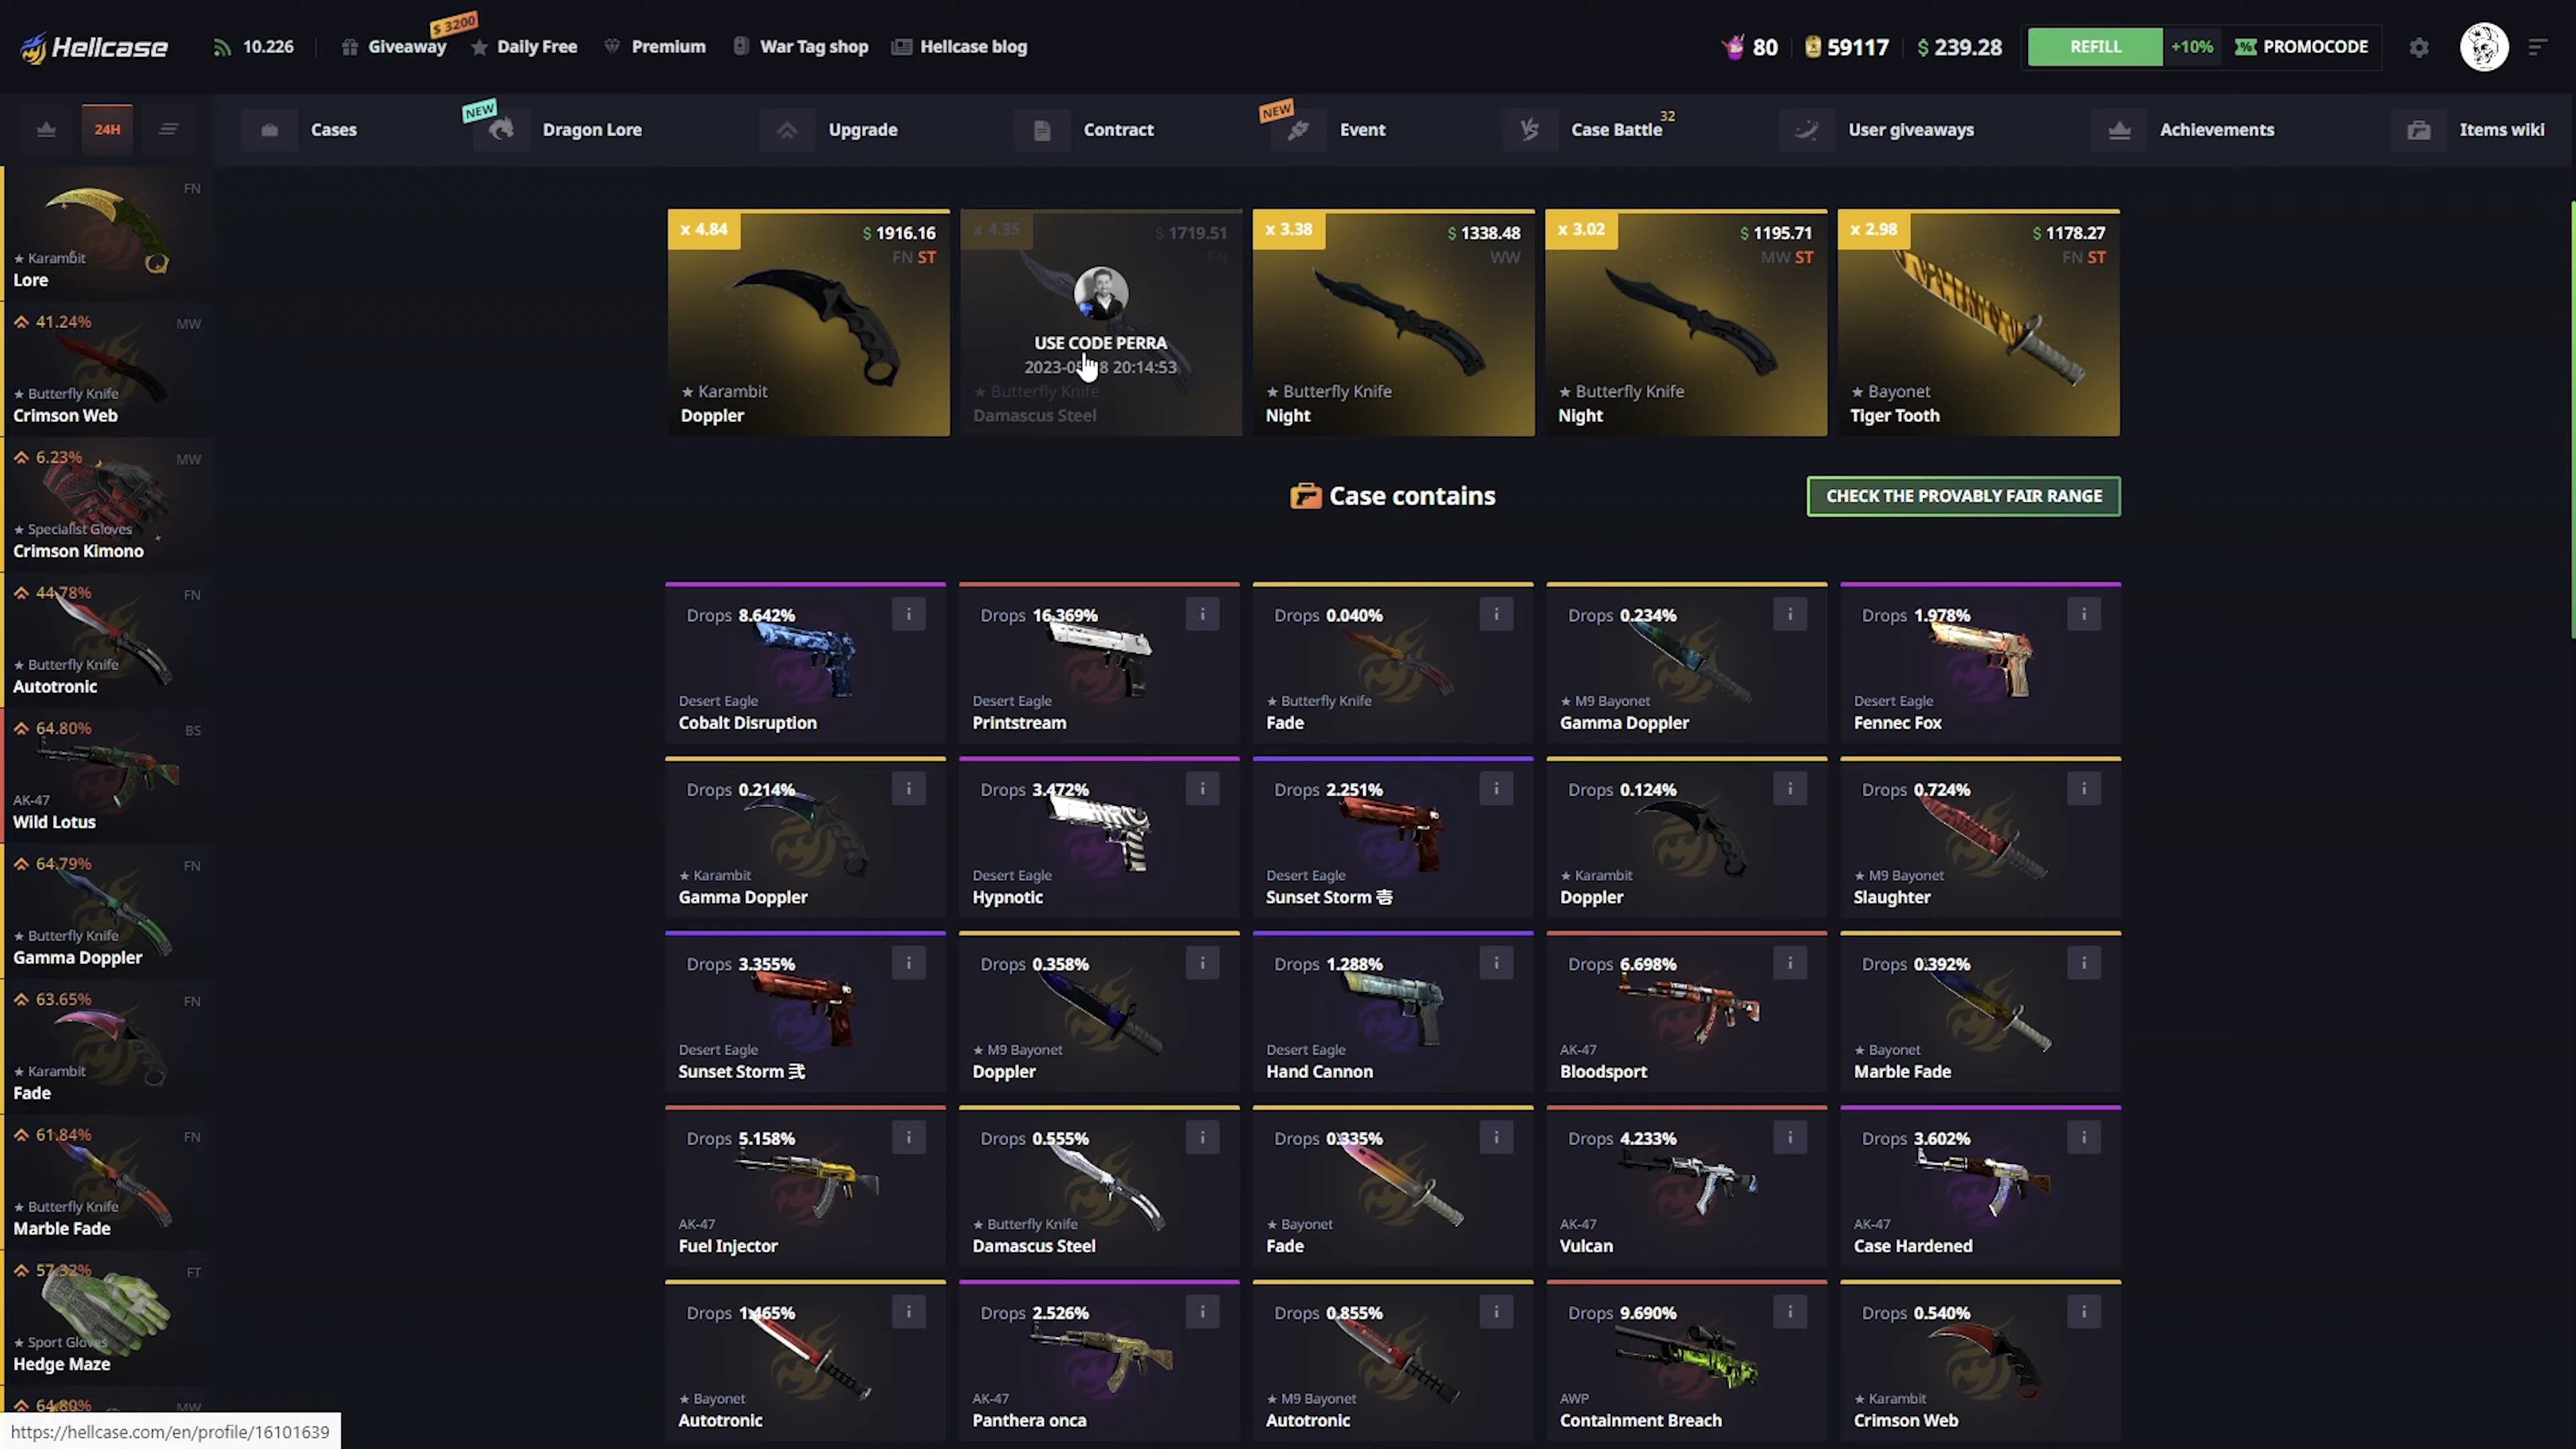 Hellcase
10.226
Giveaway
$ 3200
Daily Free
Premium
War Tag shop
Hellcase blog
80
59117
$ 239.28
REFILL
+10%
PROMOCODE
24H
Cases
NEW
Dragon Lore
Upgrade
Contract
NEW
Event
Case Battle
32
User giveaways
Achievements
Items wiki
FN
★ Karambit
Lore
41.24%
MW
★ Butterfly Knife
Crimson Web
6.23%
MW
★ Specialist Gloves
Crimson Kimono
44.78%
FN
★ Butterfly Knife
Autotronic
64.80%
BS
AK-47
Wild Lotus
64.79%
FN
★ Butterfly Knife
Gamma Doppler
63.65%
FN
★ Karambit
Fade
61.84%
FN
★ Butterfly Knife
Marble Fade
57.32%
FT
★ Sport Gloves
Hedge Maze
64.80%
MW
https://hellcase.com/en/profile/16101639
x 4.84
$ 1916.16
FN ST
★ Karambit
Doppler
x 4.35
$ 1719.51
FN
USE CODE PERRA
20:14:53
★ Butterfly Knife
Damascus Steel
x 3.38
$ 1338.48
WW
★ Butterfly Knife
Night
x 3.02
$ 1195.71
MW ST
★ Butterfly Knife
Night
x 2.98
$ 1178.27
FN ST
★ Bayonet
Tiger Tooth
Case contains
CHECK THE PROVABLY FAIR RANGE
Drops 8.642%
Desert Eagle
Cobalt Disruption
Drops 16.369%
Desert Eagle
Printstream
Drops 0.040%
★ Butterfly Knife
Fade
Drops 0.234%
★ M9 Bayonet
Gamma Doppler
Drops 1.978%
Desert Eagle
Fennec Fox
Drops 0.214%
★ Karambit
Gamma Doppler
Drops 3.472%
Desert Eagle
Hypnotic
Drops 2.251%
Desert Eagle
Sunset Storm 壱
Drops 0.124%
★ Karambit
Doppler
Drops 0.724%
★ M9 Bayonet
Slaughter
Drops 3.355%
Desert Eagle
Sunset Storm 弐
Drops 0.358%
★ M9 Bayonet
Doppler
Drops 1.288%
Desert Eagle
Hand Cannon
Drops 6.698%
AK-47
Bloodsport
Drops 0.392%
★ Bayonet
Marble Fade
Drops 5.158%
AK-47
Fuel Injector
Drops 0.555%
★ Butterfly Knife
Damascus Steel
Drops 0.335%
★ Bayonet
Fade
Drops 4.233%
AK-47
Vulcan
Drops 3.602%
AK-47
Case Hardened
Drops 1.465%
★ Bayonet
Autotronic
Drops 2.526%
AK-47
Panthera onca
Drops 0.855%
★ M9 Bayonet
Autotronic
Drops 9.690%
AWP
Containment Breach
Drops 0.540%
★ Karambit
Crimson Web